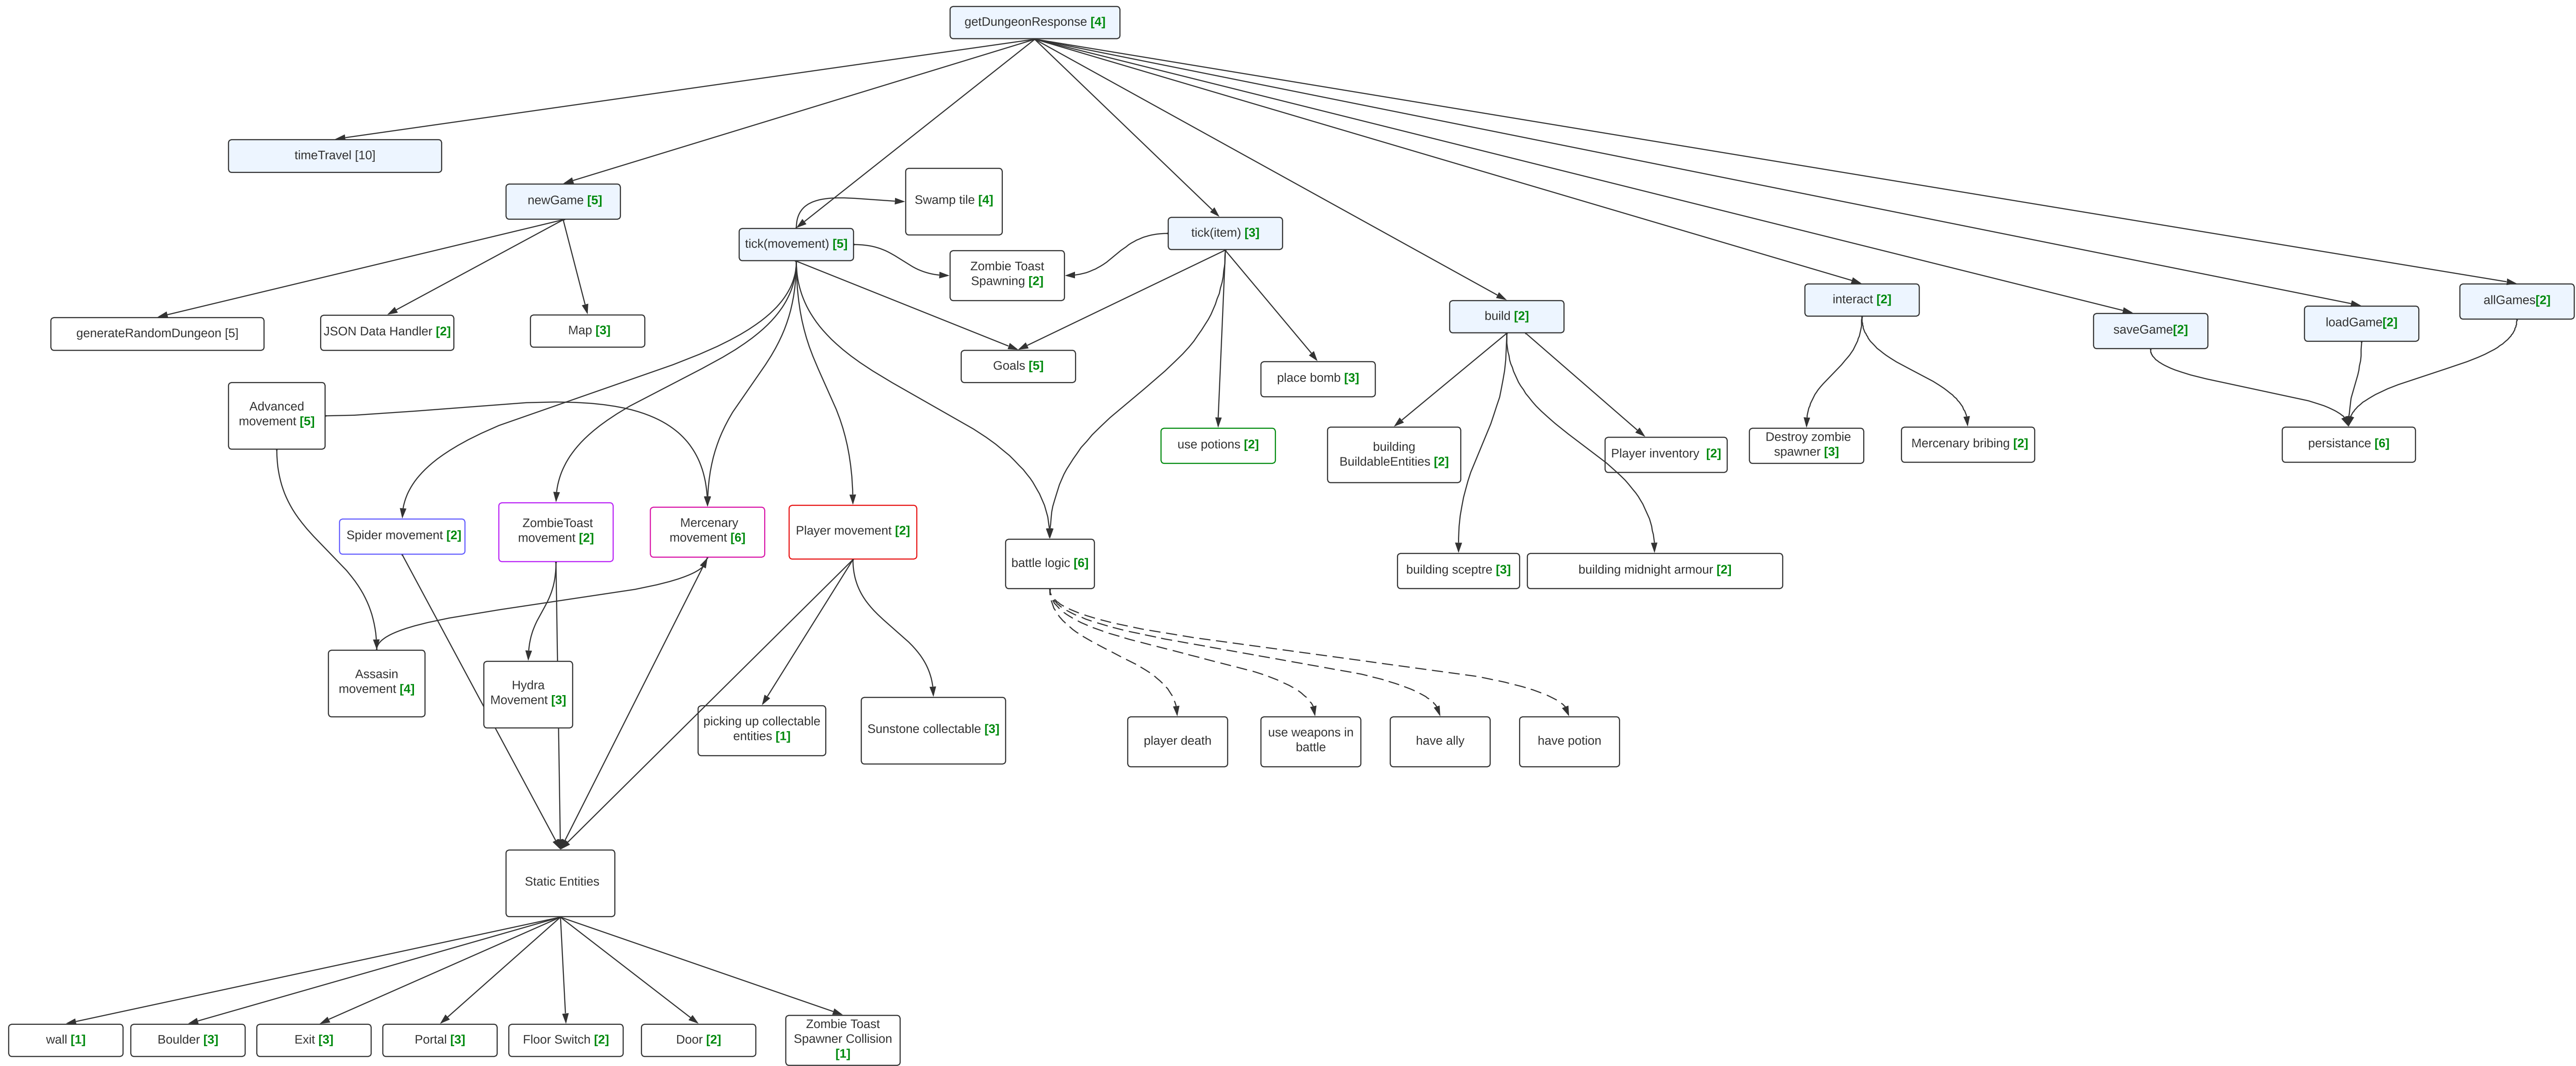 getDungeonResponse [4]
timeTravel [10]
newGame [5]
Swamp tile [4]
tick(movement) [5]
tick(item) [3]
Zombie Toast
Spawning [2]
interact [2]
allGames[2]
build [2]
saveGame[2]
loadGame[2]
generateRandomDungeon [5]
JSON Data Handler [2]
Map [3]
Goals [5]
place bomb [3]
Advanced
movement [5]
use potions [2]
building
BuildableEntities [2]
Player inventory [2]
Destroy zombie
spawner [3]
Mercenary bribing [2]
persistance [6]
Spider movement [2]
ZombieToast
movement [2]
Mercenary
movement [6]
Player movement [2]
battle logic [6]
building sceptre [3]
building midnight armour [2]
Assasin
movement [4]
Hydra
Movement [3]
picking up collectable
entities [1]
Sunstone collectable [3]
player death
use weapons in
battle
have ally
have potion
Static Entities
wall [1]
Boulder [3]
Exit [3]
Portal [3]
Floor Switch [2]
Door [2]
Zombie Toast
Spawner Collision
[1]